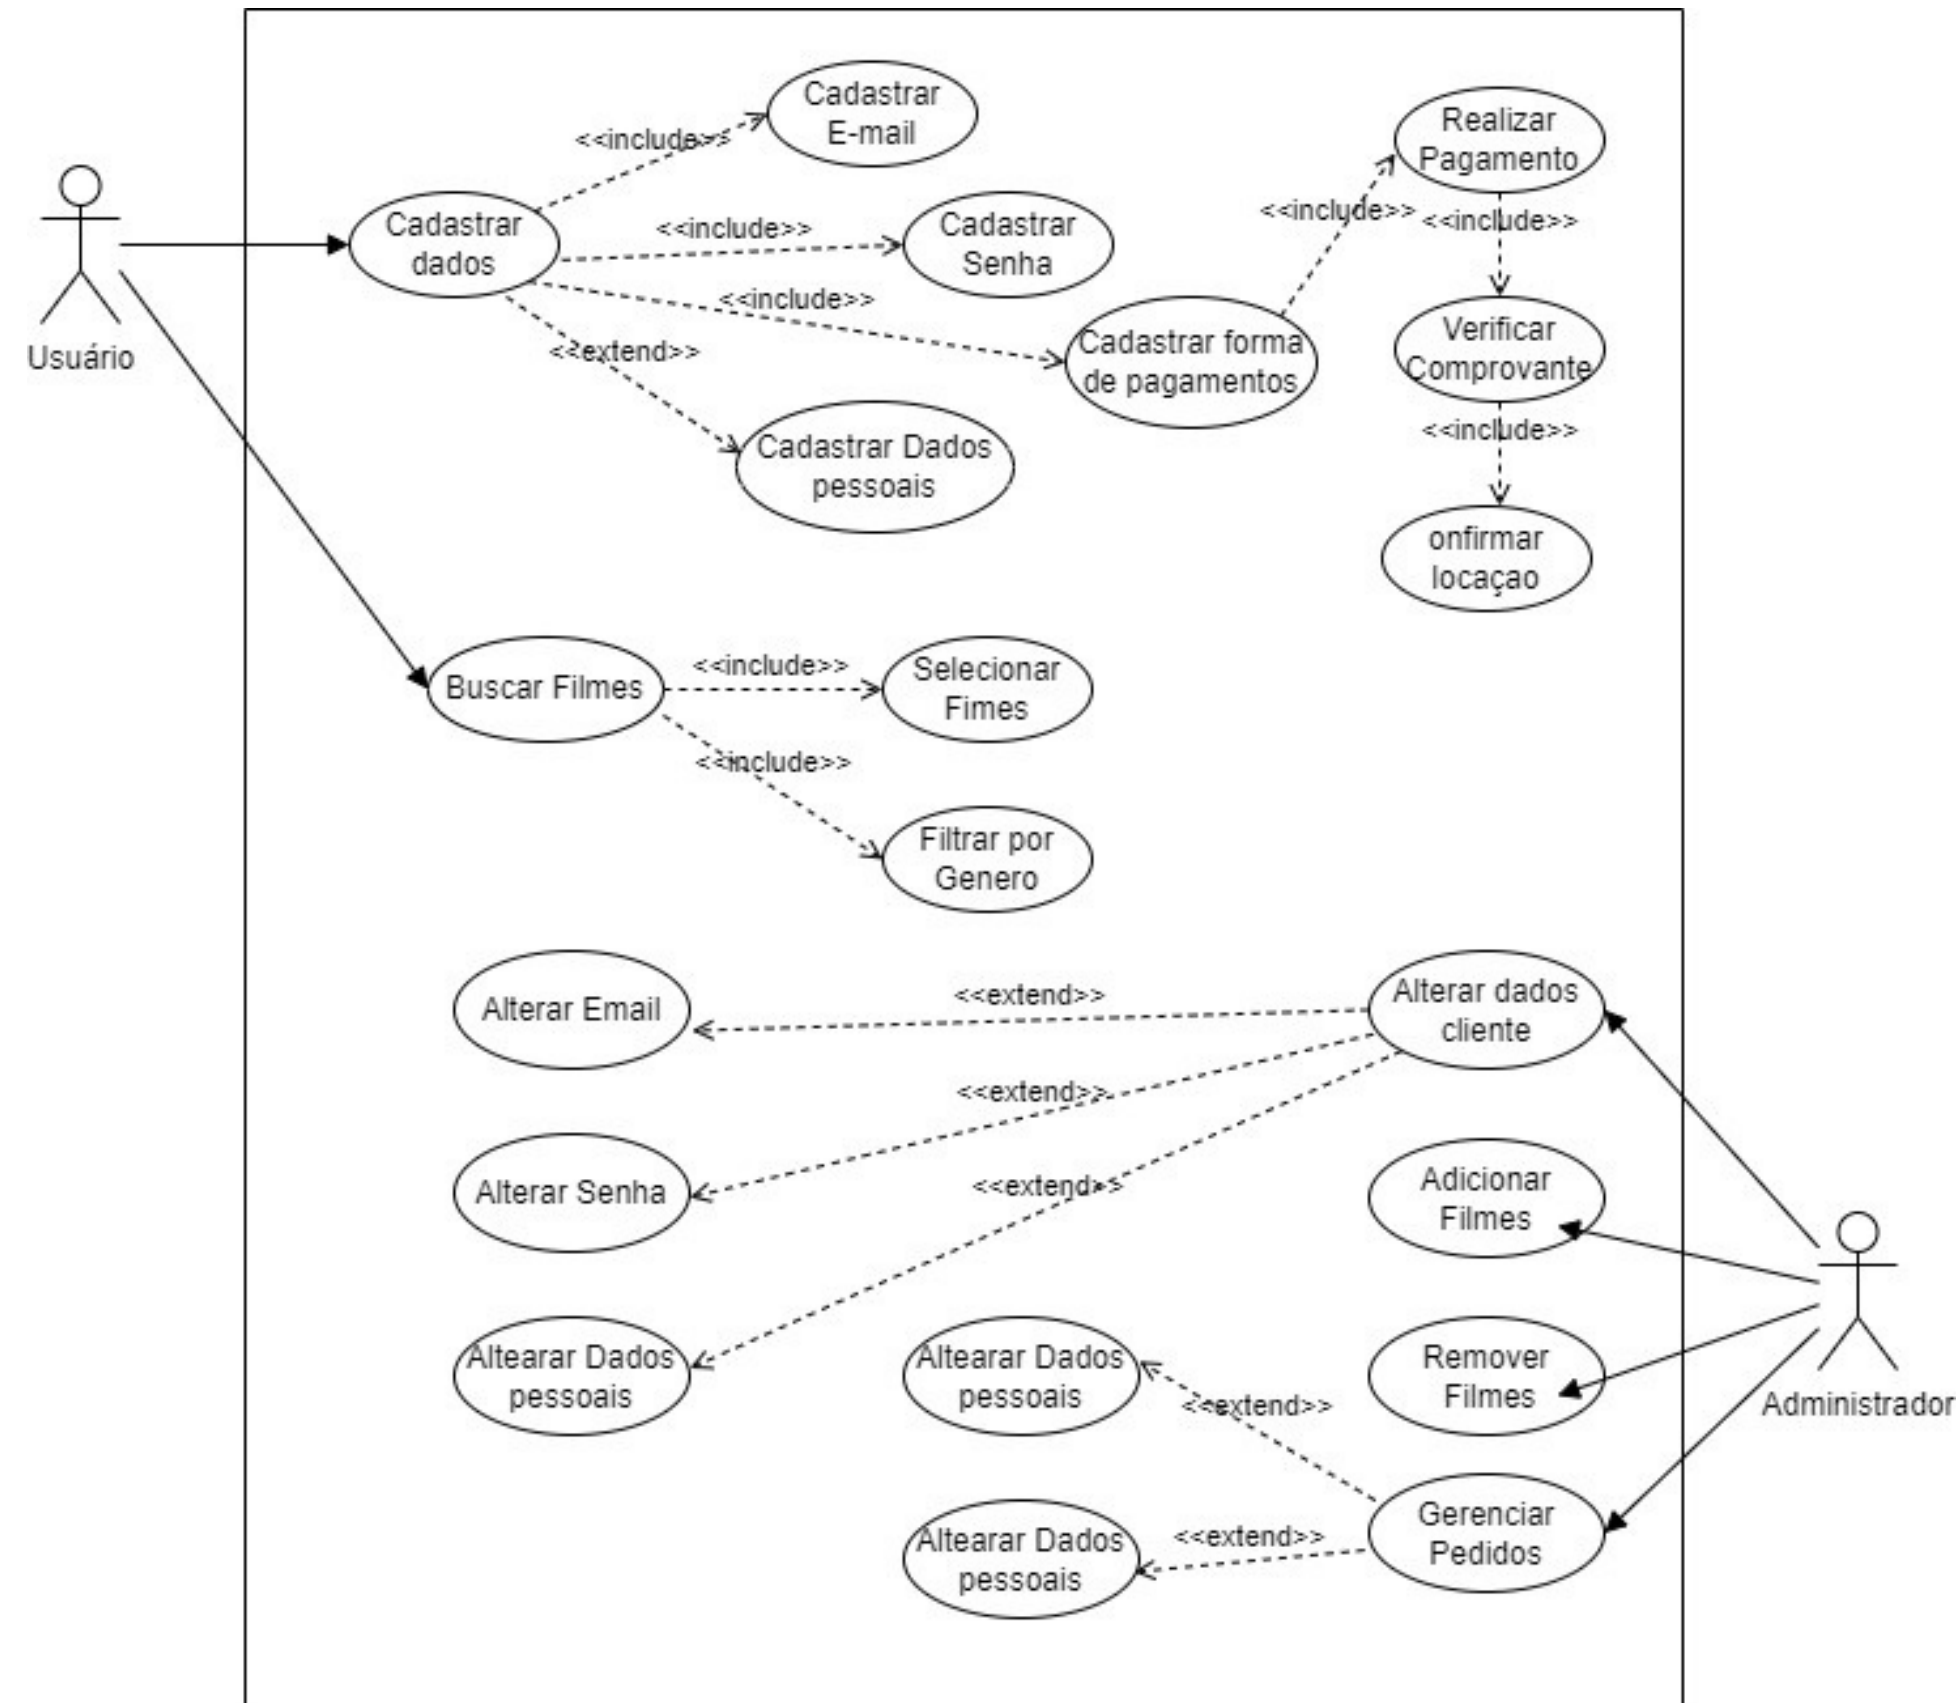 Cadastrar
E-mail
<<include>>
Realizar
Pagamento
Usuário
Cadastrar
dados
<<include>>
Cadastrar
Senha
<<include>>
<<include>>
<<include>>
Cadastrar forma
de pagamentos
Verificar
Comprovante
<<extend>>
<<include>>
Cadastrar Dados
pessoais
onfirmar
locaçao
Buscar Filmes
<<include>>
Selecionar
Fimes
<<include>>
Filtrar por
Genero
Alterar Email
<<extend>>
Alterar dados
cliente
<<extend>>
Alterar Senha
<<extend>>
Adicionar
Filmes
Altearar Dados
pessoais
Altearar Dados
pessoais
<<extend>>
Remover
Filmes
Administrador
Altearar Dados
pessoais
<<extend>>
Gerenciar
Pedidos